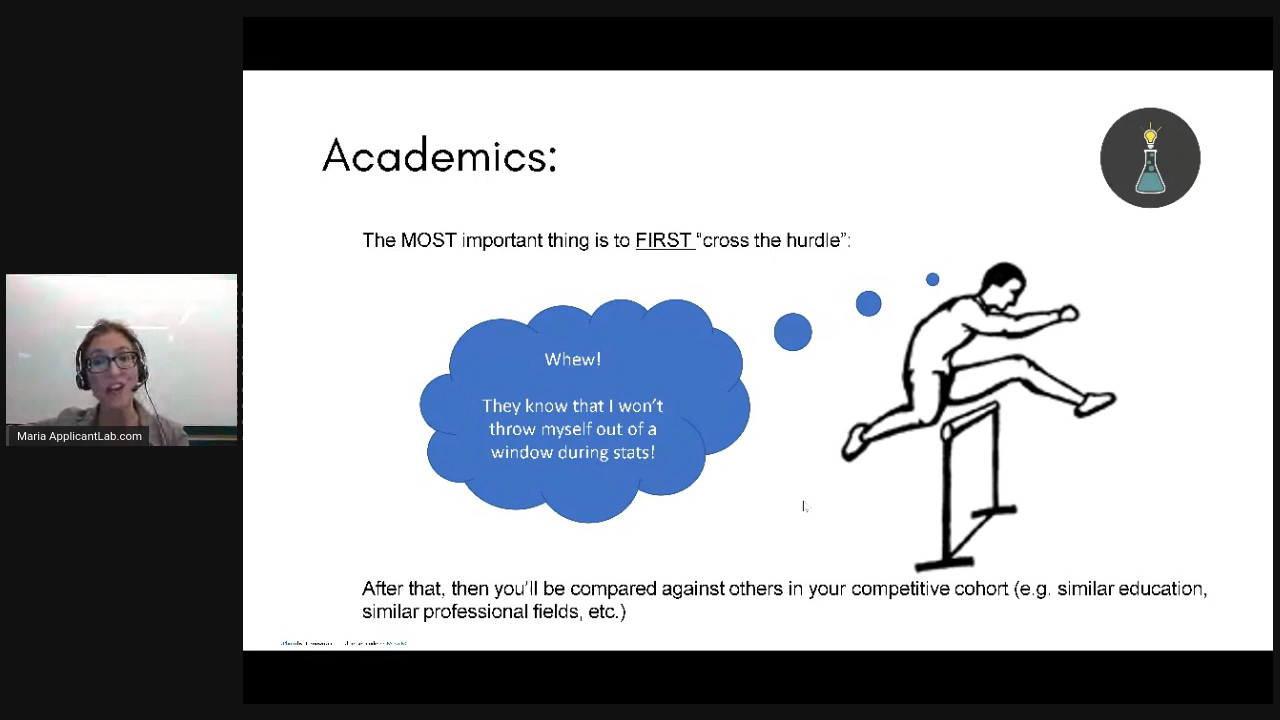 Academics:
The MOST important thing is to FIRST "cross the hurdle":
Whew!
They know that I won't
throw myself out of a
window during stats!
Maria ApplicantLab.com
After that, then you'll be compared against others in your competitive cohort (e.g. similar education,
similar professional fields, etc.)